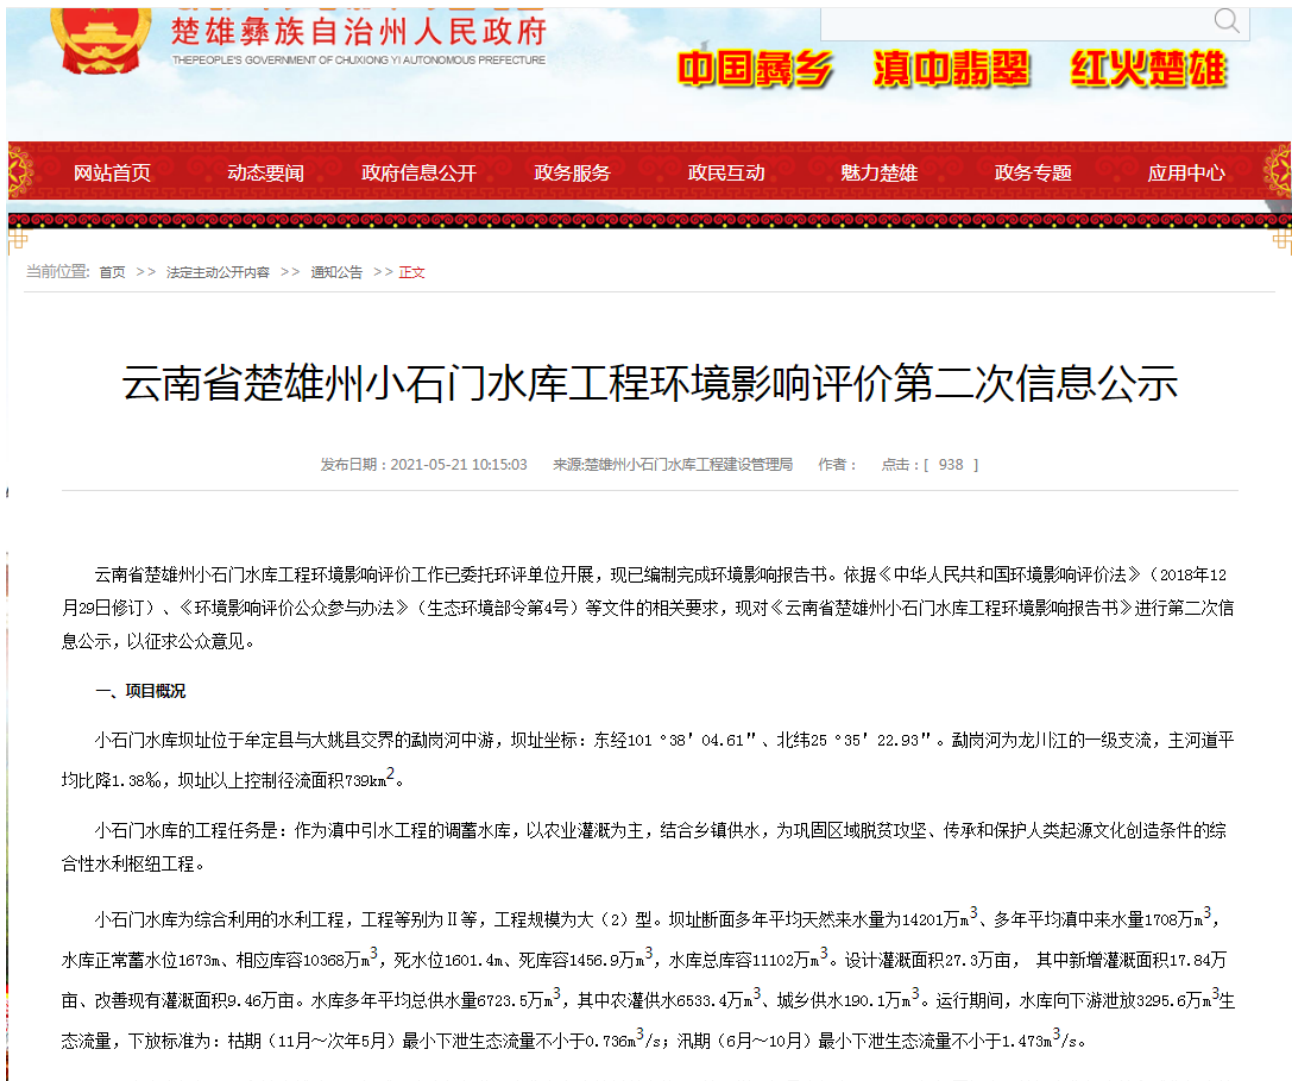 楚雄彝族自治州人民政府
THEPEOPLE'S GOVERNMENT OF CHUXIONG YI AUTONOMOUS PREFECTURE
中国彝乡 滇中翡翠 红火楚雄
网站首页 动态要闻 政府信息公开 政务服务 政民互动 魅力楚雄 政务专题 应用中心
当前位置: 首页 >> 法定主动公开内容 >> 通知公告 >> 正文
云南省楚雄州小石门水库工程环境影响评价第二次信息公示
发布日期：2021-05-21 10:15:03 来源:楚雄州小石门水库工程建设管理局 作者： 点击：[ 938 ]
云南省楚雄州小石门水库工程环境影响评价工作已委托环评单位开展，现已编制完成环境影响报告书。依据《中华人民共和国环境影响评价法》（2018年12
月29日修订）、《环境影响评价公众参与办法》（生态环境部令第4号）等文件的相关要求，现对《云南省楚雄州小石门水库工程环境影响报告书》进行第二次信
息公示，以征求公众意见。
一、项目概况
小石门水库坝址位于牟定县与大姚县交界的勐岗河中游，坝址坐标：东经101 °38′04.61″、北纬25 °35′22.93″。勐岗河为龙川江的一级支流，主河道平
均比降1.38‰，坝址以上控制径流面积739km²。
小石门水库的工程任务是：作为滇中引水工程的调蓄水库，以农业灌溉为主，结合乡镇供水，为巩固区域脱贫攻坚、传承和保护人类起源文化创造条件的综
合性水利枢纽工程。
小石门水库为综合利用的水利工程，工程等别为Ⅱ等，工程规模为大（2）型。坝址断面多年平均天然来水量为14201万m³、多年平均滇中来水量1708万m³，
水库正常蓄水位1673m、相应库容10368万m³，死水位1601.4m、死库容1456.9万m³，水库总库容11102万m³。设计灌溉面积27.3万亩， 其中新增灌溉面积17.84万
亩、改善现有灌溉面积9.46万亩。水库多年平均总供水量6723.5万m³，其中农灌供水6533.4万m³、城乡供水190.1万m³。运行期间，水库向下游泄放3295.6万m³生
态流量，下放标准为：枯期（11月～次年5月）最小下泄生态流量不小于0.736m³/s；汛期（6月～10月）最小下泄生态流量不小于1.473m³/s。